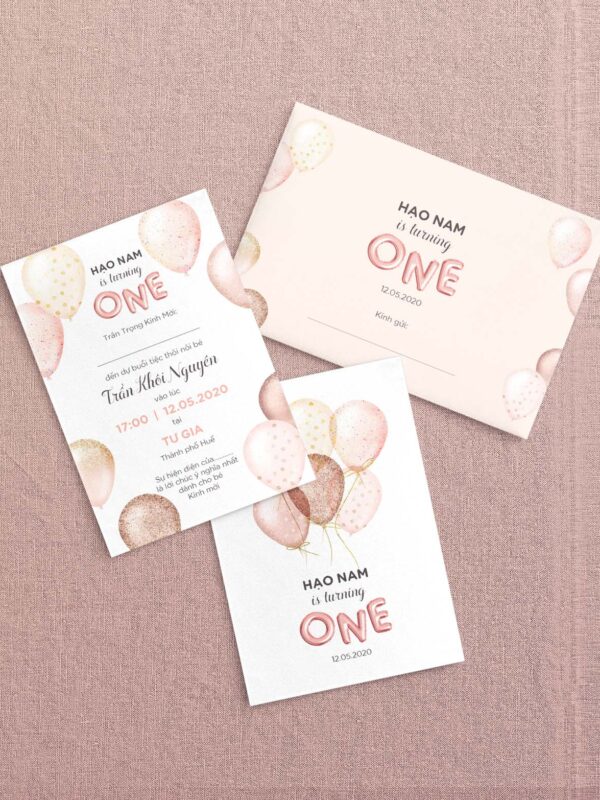 HẠO NAM
is turning
ONE
12.05.2020
Kính gửi:
HẠO NAM
is turning
ONE
Trân Trọng Kính Mời:
đến dự buổi tiệc thôi nôi bé
Trần Khôi Nguyên
vào lúc
17:00 | 12.05.2020
tại
TƯ GIA
Thành phố Huế
Sự hiện diện của
là lời chúc ý nghĩa nhất
dành cho bé
Kính mời
HẠO NAM
is turning
ONE
12.05.2020